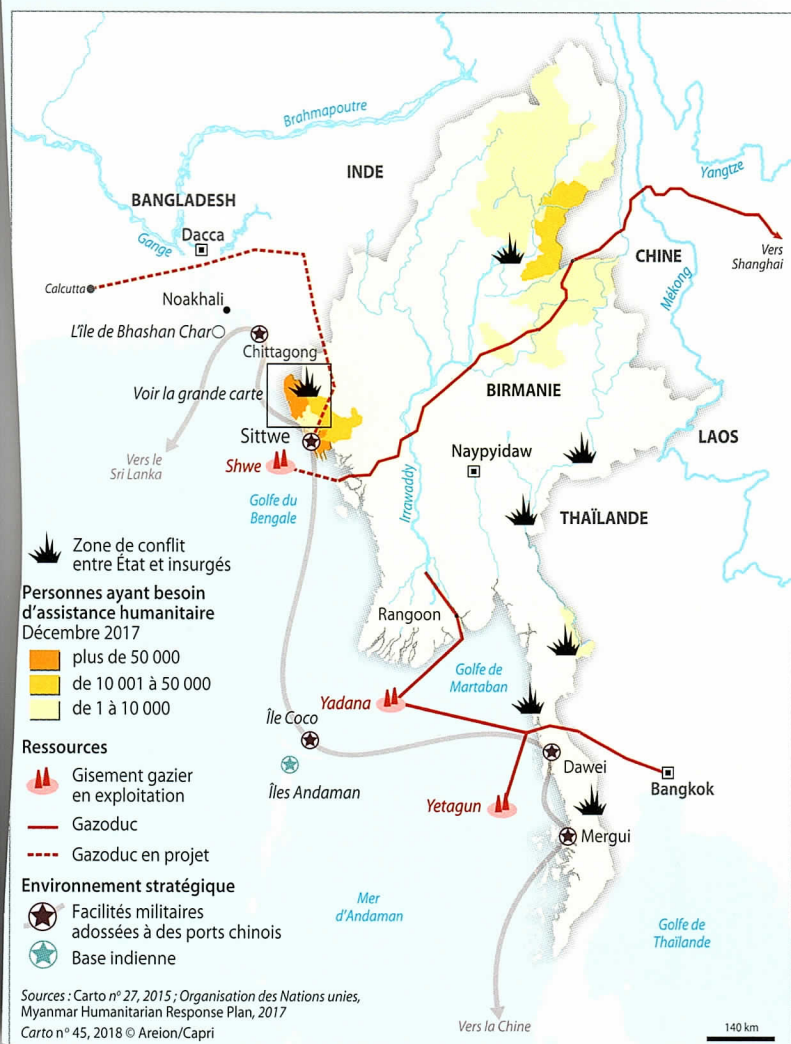 Brahmapoutre
INDE
Yangtze
BANGLADESH
Dacca
Gange
CHINE
Vers
Shanghai
Mékong
Calcutta
Noakhali
L'île de Bhashan Char
Chittagong
Voir la grande carte
BIRMANIE
Sittwe
LAOS
Vers le
Sri Lanka
Shwe
Naypyidaw
Golfe du
Bengale
Irrawaddy
THAÏLANDE
Zone de conflit
entre État et insurgés
Personnes ayant besoin
d'assistance humanitaire
Décembre 2017
plus de 50 000
de 10 001 à 50 000
de 1 à 10 000
Rangoon
Golfe de
Martaban
Yadana
Île Coco
Îles Andaman
Dawei
Bangkok
Yetagun
Mergui
Ressources
Gisement gazier
en exploitation
Gazoduc
Gazoduc en projet
Environnement stratégique
Facilités militaires
adossées à des ports chinois
Base indienne
Mer
d'Andaman
Golfe de
Thaïlande
Sources : Carto nº 27, 2015 ; Organisation des Nations unies,
Myanmar Humanitarian Response Plan, 2017
Carto nº 45, 2018 © Areion/Capri
Vers la Chine
140 km